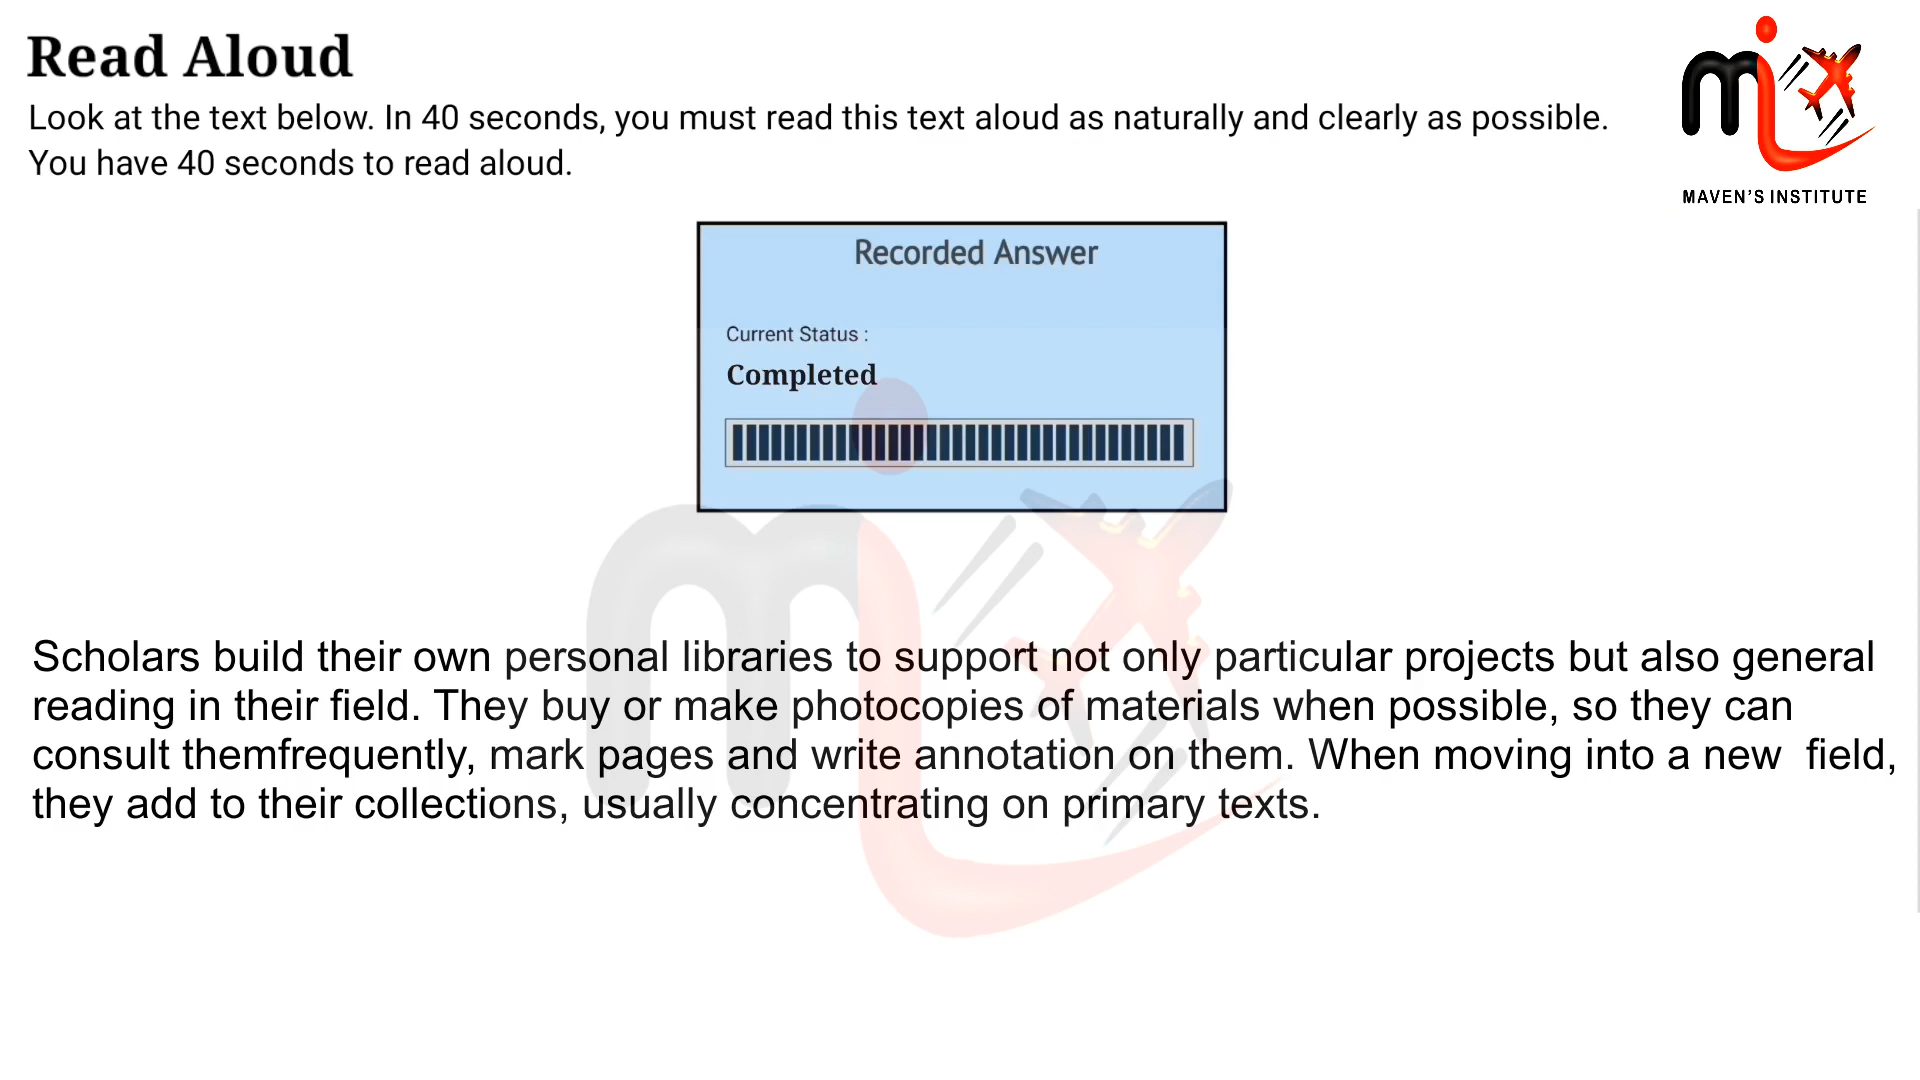 Read Aloud
Look at the text below. In 40 seconds, you must read this text aloud as naturally and clearly as possible.
You have 40 seconds to read aloud.
mi
MAVEN'S INSTITUTE
Recorded Answer
Current Status :
Completed
Scholars build their own personal libraries to support not only particular projects but also general
reading in their field. They buy or make photocopies of materials when possible, so they can
consult themfrequently, mark pages and write annotation on them. When moving into a new  field,
they add to their collections, usually concentrating on primary texts.